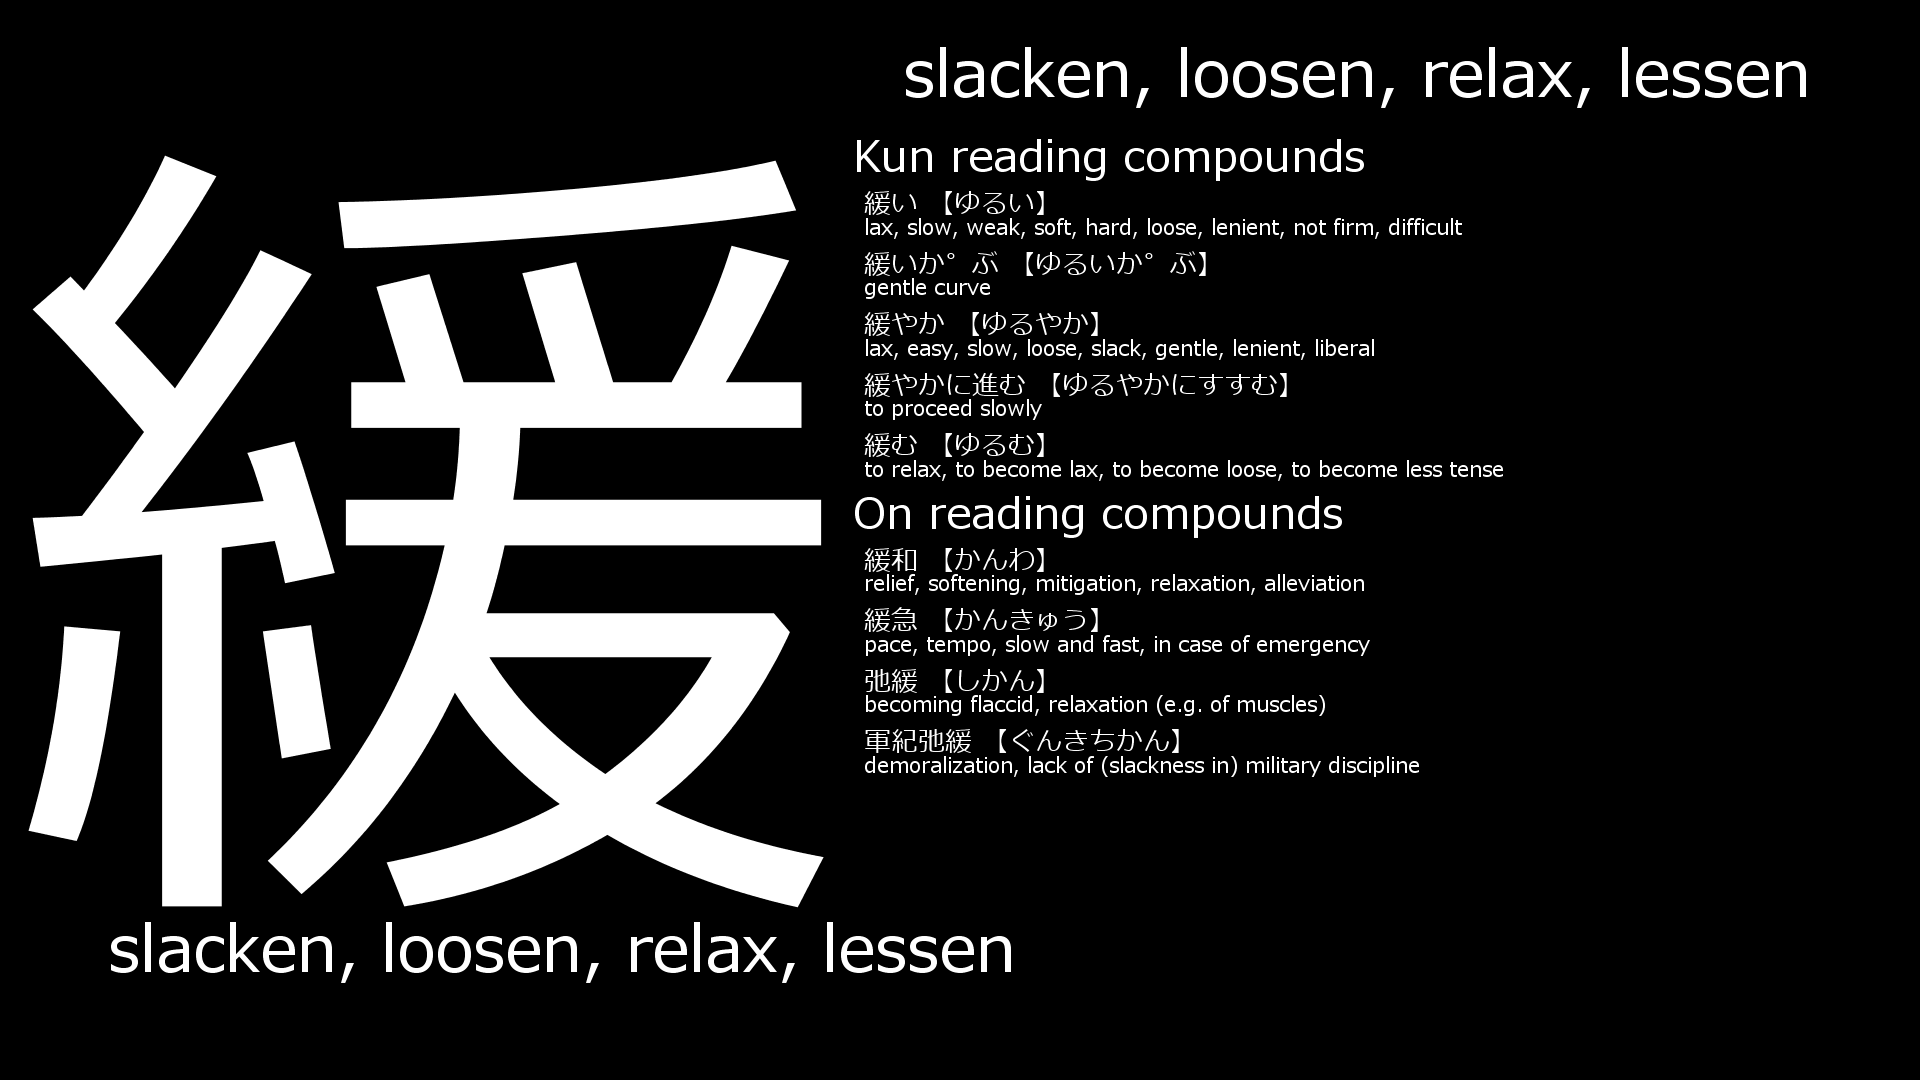 slacken, loosen, relax, lessen
緩
Kun reading compounds
緩い 【ゆるい】
lax, slow, weak, soft, hard, loose, lenient, not firm, difficult
緩いか゜ぶ 【ゆるいか゜ぶ】
gentle curve
緩やか 【ゆるやか】
lax, easy, slow, loose, slack, gentle, lenient, liberal
緩やかに進む 【ゆるやかにすすむ】
to proceed slowly
緩む 【ゆるむ】
to relax, to become lax, to become loose, to become less tense
On reading compounds
緩和 【かんわ】
relief, softening, mitigation, relaxation, alleviation
緩急 【かんきゅう】
pace, tempo, slow and fast, in case of emergency
弛緩 【しかん】
becoming flaccid, relaxation (e.g. of muscles)
軍紀弛緩 【ぐんきちかん】
demoralization, lack of (slackness in) military discipline
slacken, loosen, relax, lessen